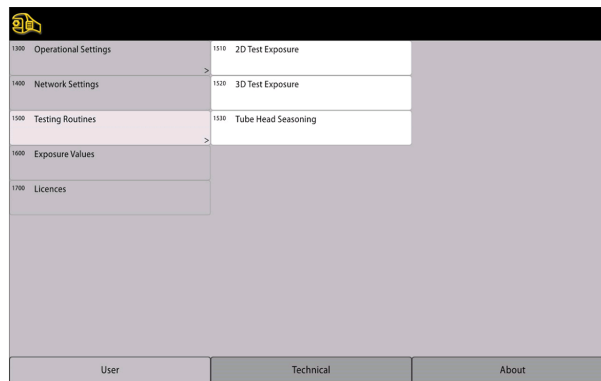 1300 Operational Settings
>
1400 Network Settings
1500 Testing Routines
>
1600 Exposure Values
1700 Licences
1510 2D Test Exposure
1520 3D Test Exposure
1530 Tube Head Seasoning
User
Technical
About